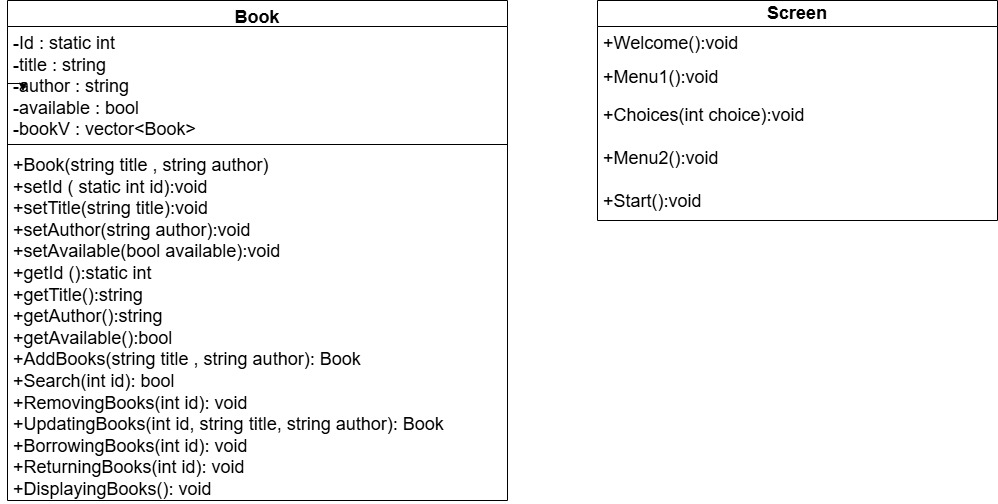 Book
-Id : static int
-title : string
-author : string
-available : bool
-bookV : vector<Book>
+Book(string title , string author)
+setId ( static int id):void
+setTitle(string title):void
+setAuthor(string author):void
+setAvailable(bool available):void
+getId ():static int
+getTitle():string
+getAuthor():string
+getAvailable():bool
+AddBooks(string title , string author): Book
+Search(int id): bool
+RemovingBooks(int id): void
+UpdatingBooks(int id, string title, string author): Book
+BorrowingBooks(int id): void
+ReturningBooks(int id): void
+DisplayingBooks(): void
Screen
+Welcome():void
+Menu1():void
+Choices(int choice):void
+Menu2():void
+Start():void